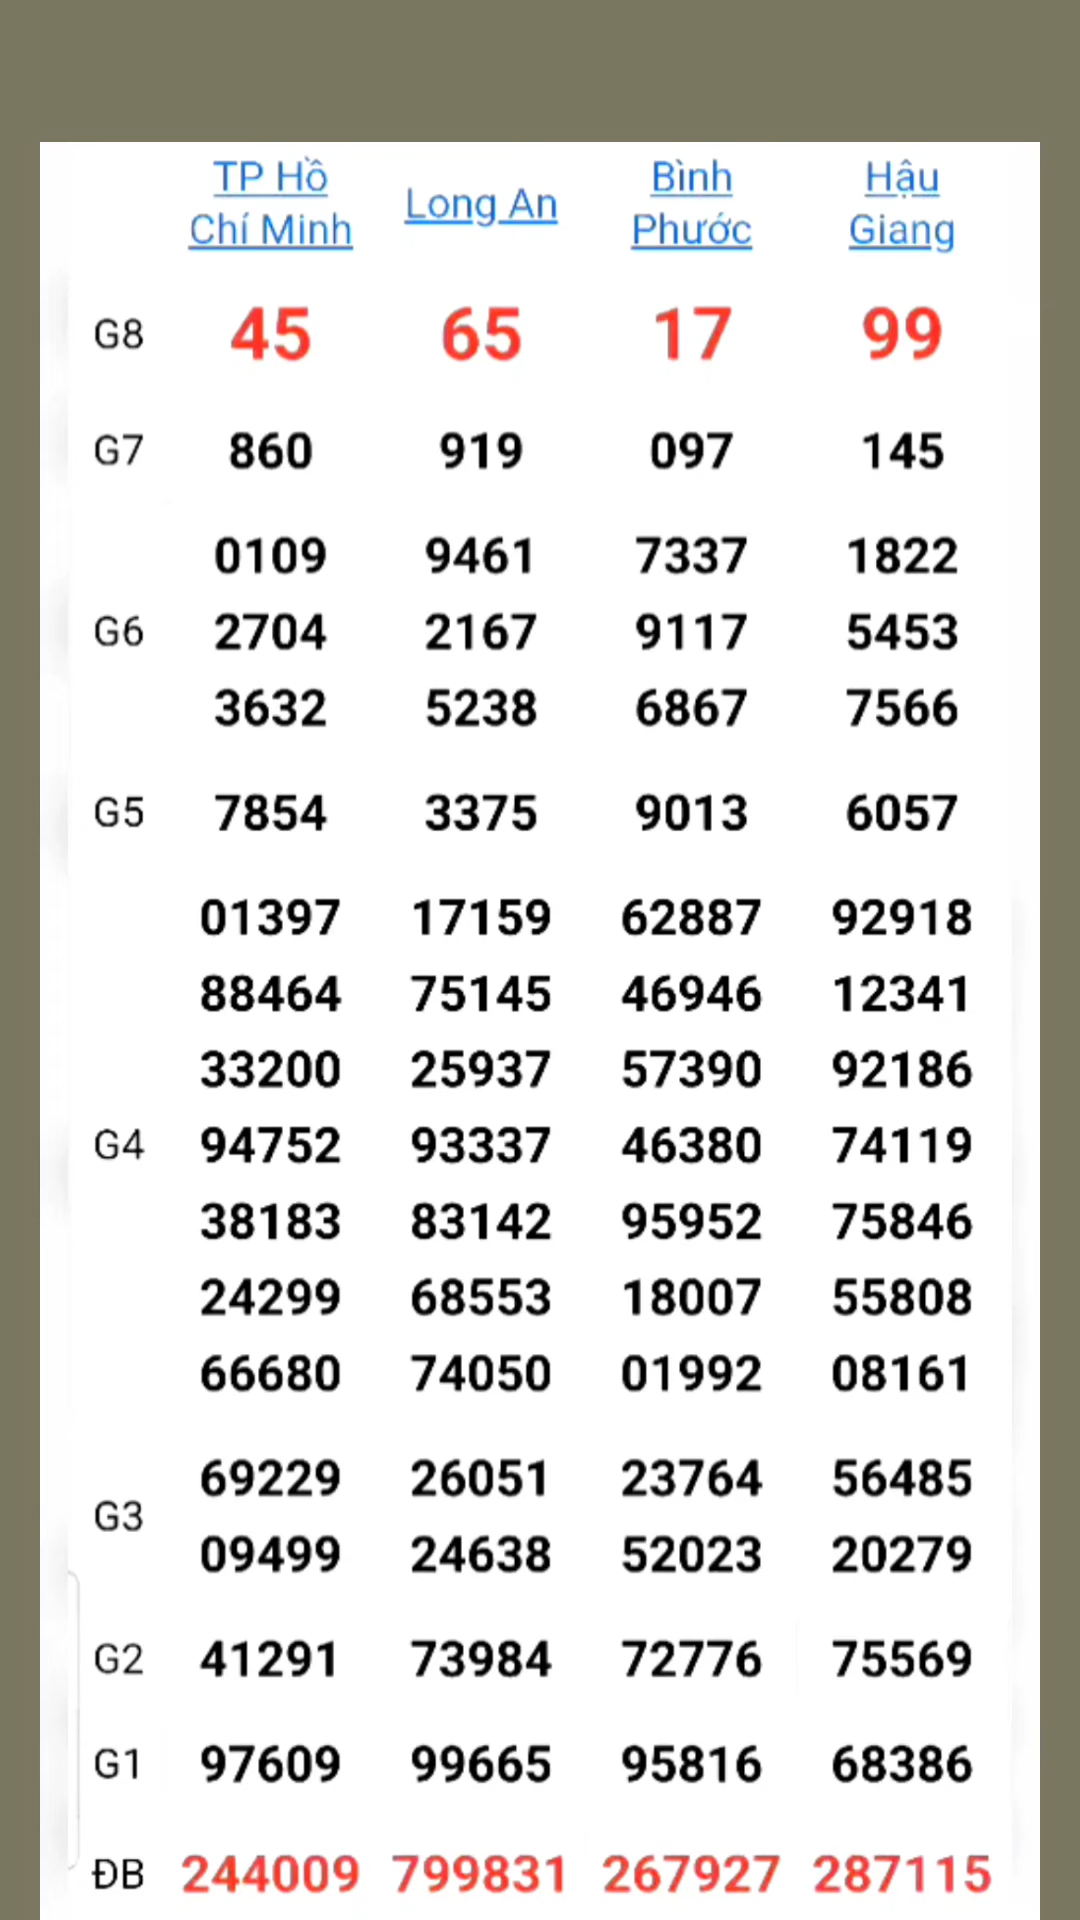 TP Hồ Chí Minh Long An Bình Phước Hậu Giang
G8 45 65 17 99
G7 860 919 097 145
0109 9461 7337 1822
G6 2704 2167 9117 5453
3632 5238 6867 7566
G5 7854 3375 9013 6057
01397 17159 62887 92918
88464 75145 46946 12341
33200 25937 57390 92186
G4 94752 93337 46380 74119
38183 83142 95952 75846
24299 68553 18007 55808
66680 74050 01992 08161
G3 69229 26051 23764 56485
09499 24638 52023 20279
G2 41291 73984 72776 75569
G1 97609 99665 95816 68386
ĐB 244009 799831 267927 287115